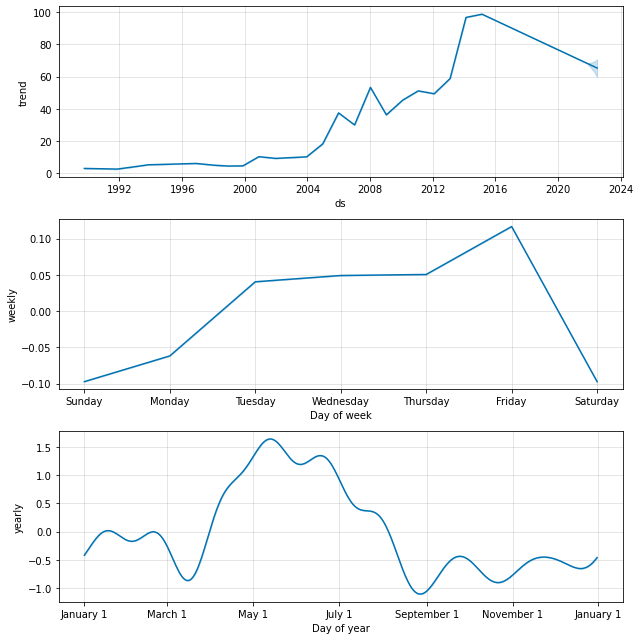 100
80
60
40
20
0
trend
1992 1996 2000 2004 2008 2012 2016 2020 2024
ds
0.10
0.05
0.00
−0.05
−0.10
weekly
Sunday Monday Tuesday Wednesday Thursday Friday Saturday
Day of week
1.5
1.0
0.5
0.0
−0.5
−1.0
yearly
January 1 March 1 May 1 July 1 September 1 November 1 January 1
Day of year